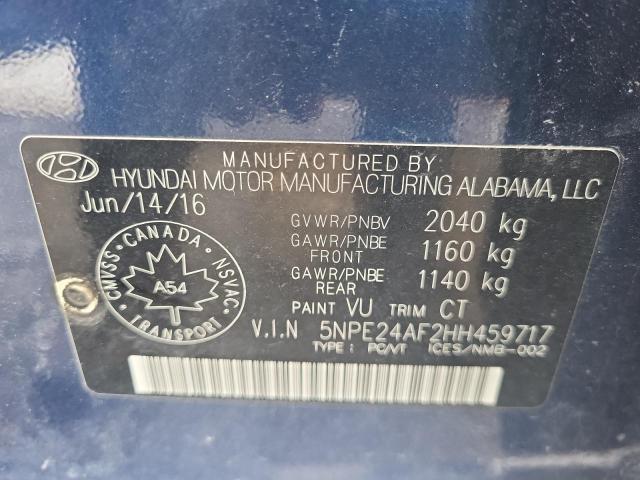 MANUFACTURED BY
HYUNDAI MOTOR MANUFACTURING ALABAMA, LLC
Jun/14/16
GVWR/PNBV 2040 kg
GAWR/PNBE FRONT 1160 kg
GAWR/PNBE REAR 1140 kg
CANADA
CMVSS NSVAC
A54
TRANSPORT
PAINT VU TRIM CT
V.I.N 5NPE24AF2HH459717
TYPE : PC/VT ICES/NMB-002